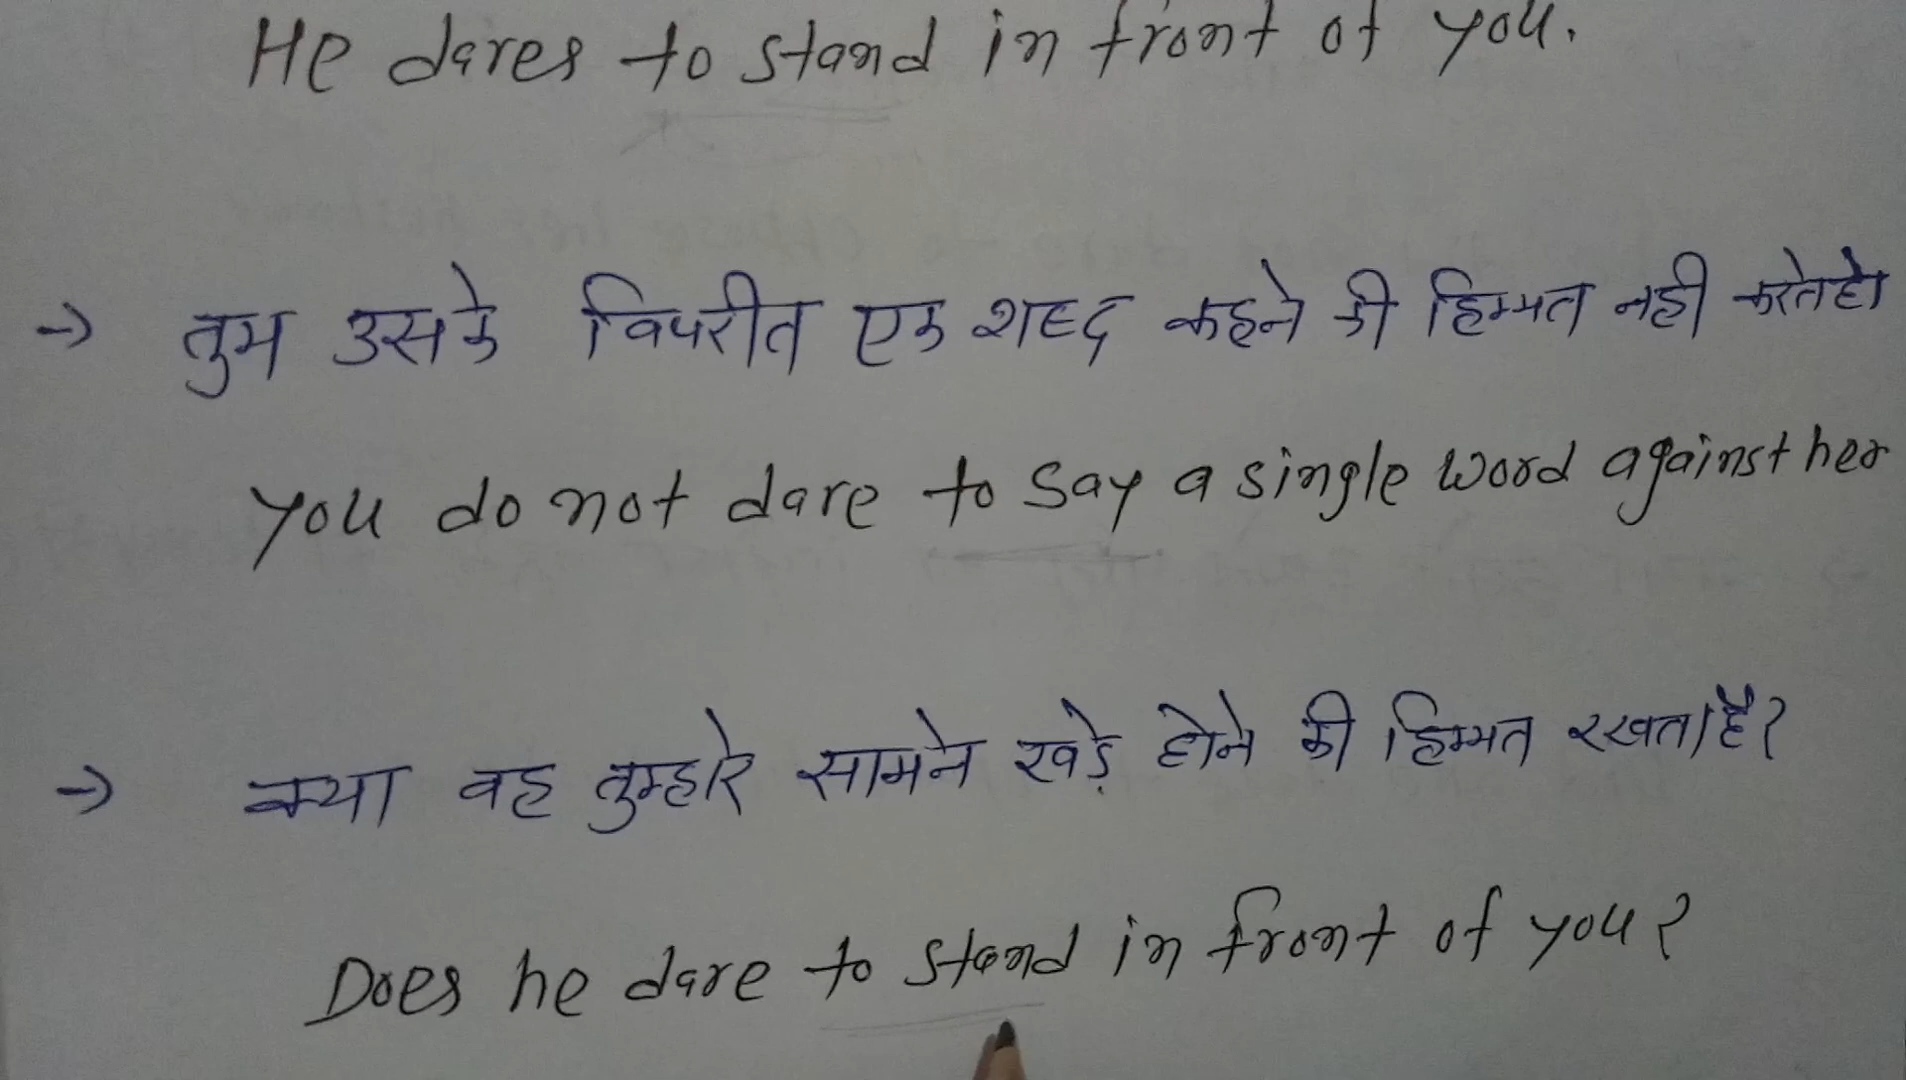 He dares to stand in front of you.
→ तुम उसके विपरीत एक शब्द कहने की हिम्मत नही करते हो
you do not dare to say a single word against her
→ क्या वह तुम्हारे सामने खड़े होने की हिम्मत रखता है?
Does he dare to stand in front of you?